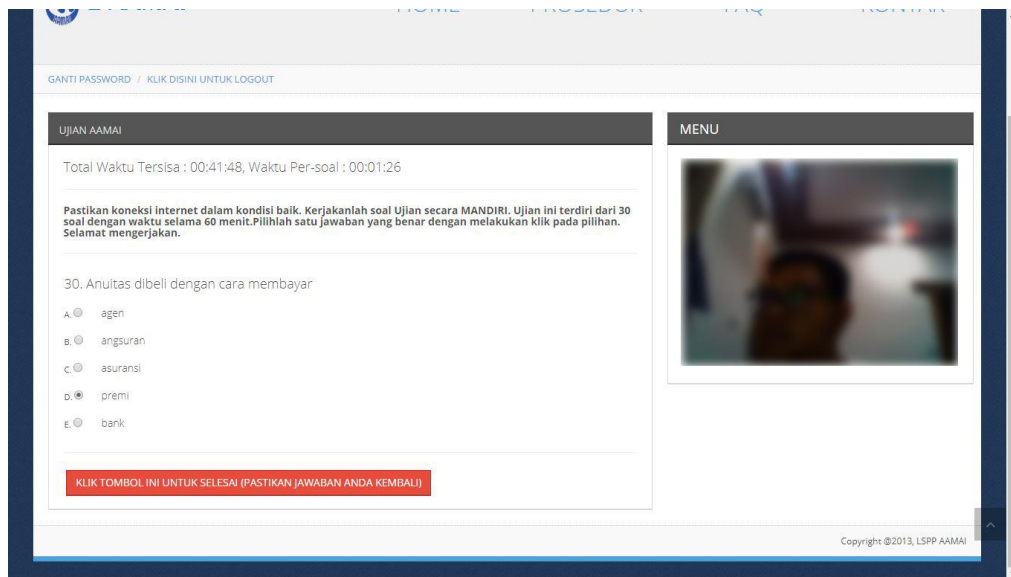 GANTI PASSWORD / KLIK DISINI UNTUK LOGOUT
UJIAN AAMAI
MENU
Total Waktu Tersisa : 00:41:48, Waktu Per-soal : 00:01:26
Pastikan koneksi internet dalam kondisi baik. Kerjakanlah soal Ujian secara MANDIRI. Ujian ini terdiri dari 30
soal dengan waktu selama 60 menit.Pilihlah satu jawaban yang benar dengan melakukan klik pada pilihan.
Selamat mengerjakan.
30. Anuitas dibeli dengan cara membayar
A. agen
B. angsuran
C. asuransi
D. premi
E. bank
KLIK TOMBOL INI UNTUK SELESAI (PASTIKAN JAWABAN ANDA KEMBALI)
Copyright @2013, LSPP AAMAI